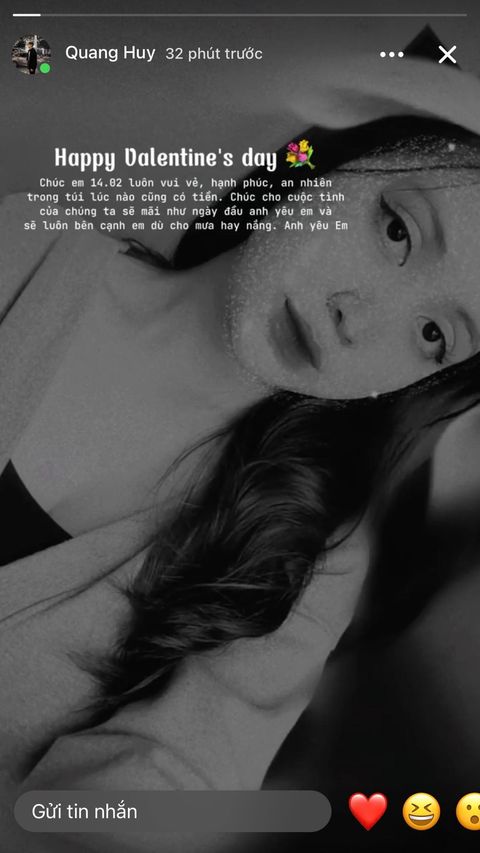 Quang Huy 32 phút trước
Happy Valentine's day 💐
Chúc em 14.02 luôn vui vẻ, hạnh phúc, an nhiên
trong túi lúc nào cũng có tiền. Chúc cho cuộc tình
của chúng ta sẽ mãi như ngày đầu anh yêu em và
sẽ luôn bên cạnh em dù cho mưa hay nắng. Anh yêu Em
Gửi tin nhắn